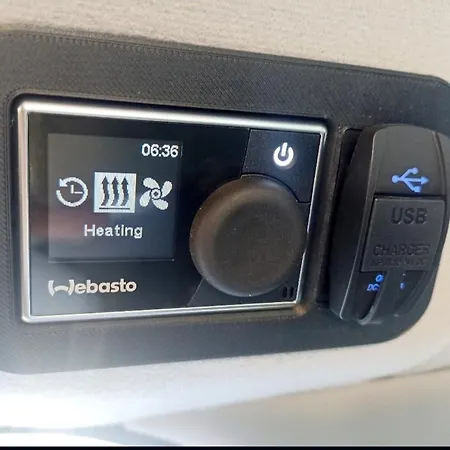 06:36
Heating
Webasto
USB
CHARGER